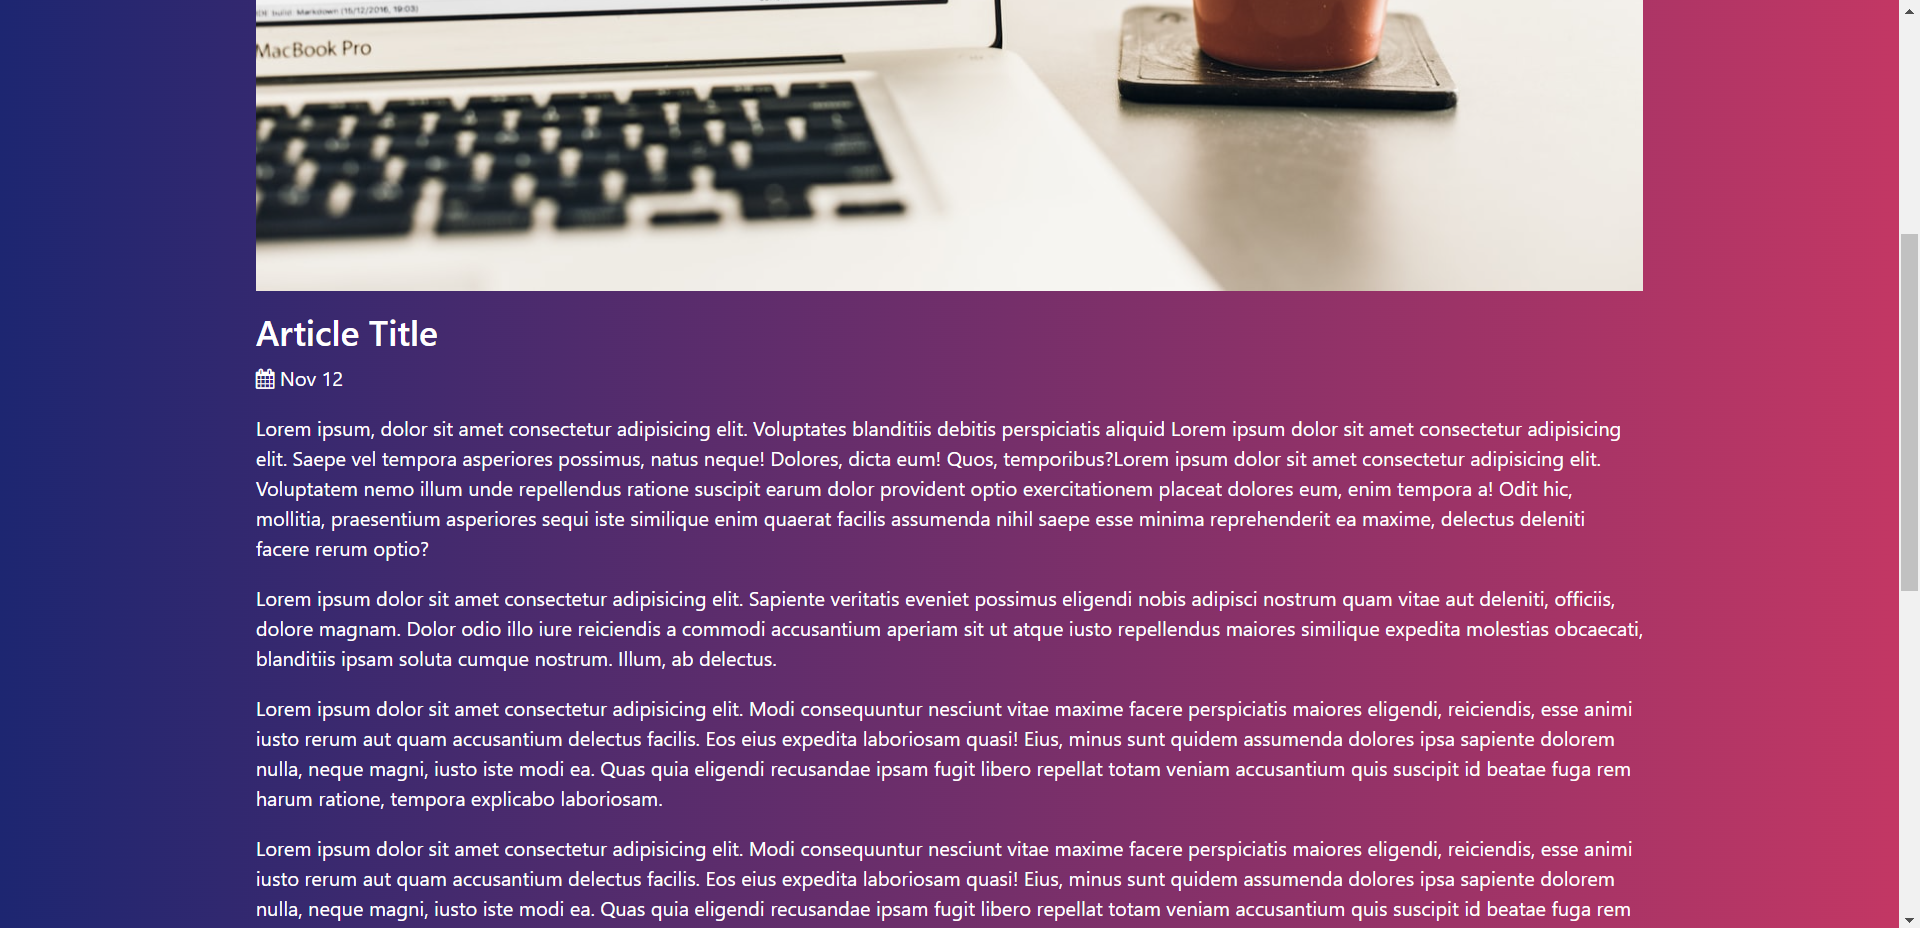 Markdown (15/12/2016, 19:03)
MacBook Pro
Article Title
Nov 12
Lorem ipsum, dolor sit amet consectetur adipisicing elit. Voluptates blanditiis debitis perspiciatis aliquid Lorem ipsum dolor sit amet consectetur adipisicing
elit. Saepe vel tempora asperiores possimus, natus neque! Dolores, dicta eum! Quos, temporibus?Lorem ipsum dolor sit amet consectetur adipisicing elit.
Voluptatem nemo illum unde repellendus ratione suscipit earum dolor provident optio exercitationem placeat dolores eum, enim tempora a! Odit hic,
mollitia, praesentium asperiores sequi iste similique enim quaerat facilis assumenda nihil saepe esse minima reprehenderit ea maxime, delectus deleniti
facere rerum optio?
Lorem ipsum dolor sit amet consectetur adipisicing elit. Sapiente veritatis eveniet possimus eligendi nobis adipisci nostrum quam vitae aut deleniti, officiis,
dolore magnam. Dolor odio illo iure reiciendis a commodi accusantium aperiam sit ut atque iusto repellendus maiores similique expedita molestias obcaecati,
blanditiis ipsam soluta cumque nostrum. Illum, ab delectus.
Lorem ipsum dolor sit amet consectetur adipisicing elit. Modi consequuntur nesciunt vitae maxime facere perspiciatis maiores eligendi, reiciendis, esse animi
iusto rerum aut quam accusantium delectus facilis. Eos eius expedita laboriosam quasi! Eius, minus sunt quidem assumenda dolores ipsa sapiente dolorem
nulla, neque magni, iusto iste modi ea. Quas quia eligendi recusandae ipsam fugit libero repellat totam veniam accusantium quis suscipit id beatae fuga rem
harum ratione, tempora explicabo laboriosam.
Lorem ipsum dolor sit amet consectetur adipisicing elit. Modi consequuntur nesciunt vitae maxime facere perspiciatis maiores eligendi, reiciendis, esse animi
iusto rerum aut quam accusantium delectus facilis. Eos eius expedita laboriosam quasi! Eius, minus sunt quidem assumenda dolores ipsa sapiente dolorem
nulla, neque magni, iusto iste modi ea. Quas quia eligendi recusandae ipsam fugit libero repellat totam veniam accusantium quis suscipit id beatae fuga rem